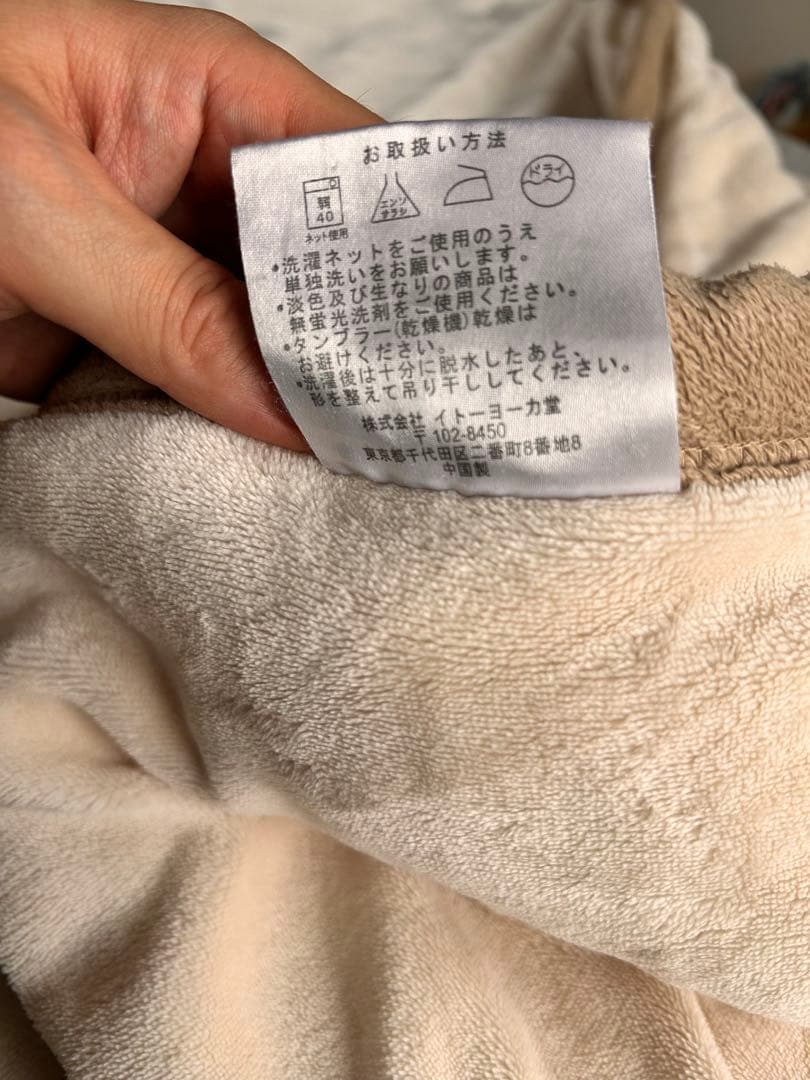 お取扱い方法
弱
40
ネット使用
エンソ
サラシ
ドライ
・洗濯ネットをご使用のうえ
単独洗いをお願いします。
・淡色及び生なりの商品は
無蛍光洗剤をご使用ください。
・タンブラー(乾燥機)乾燥は
お避けください。
・洗濯後は十分に脱水したあと、
形を整えて吊り干ししてください。
株式会社 イトーヨーカ堂
〒102-8450
東京都千代田区二番町8番地8
中国製